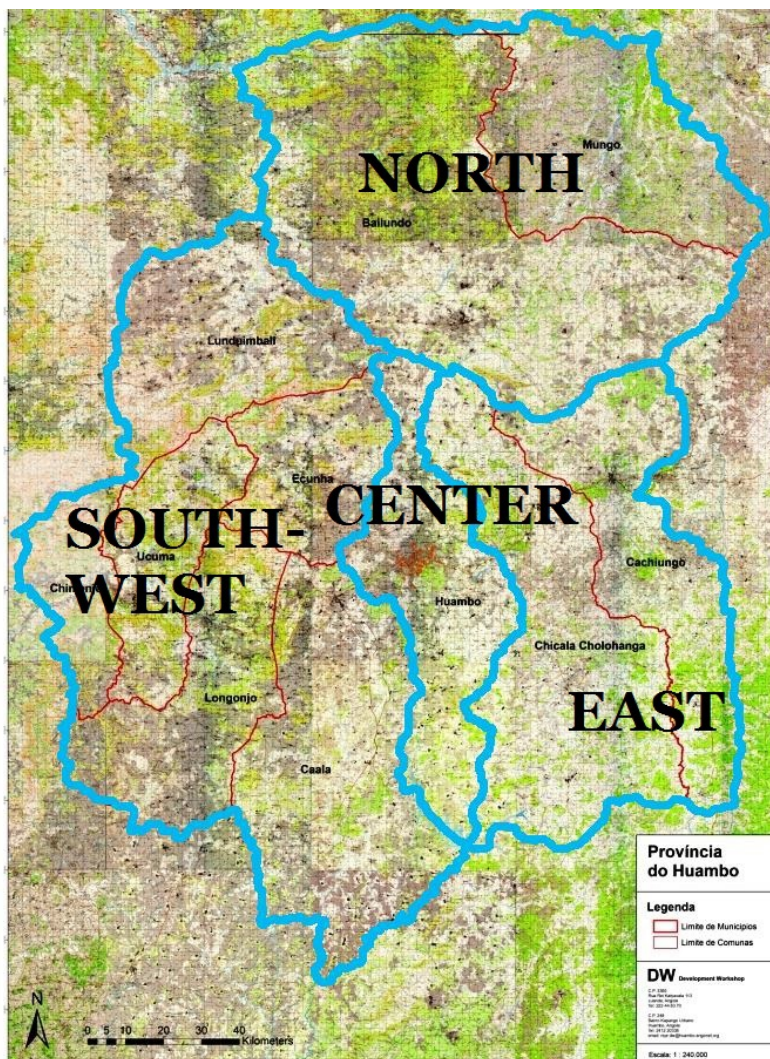 NORTH
Mungo
Bailundo
Lunduimbali
Ecunha
SOUTH-
WEST
CENTER
Ucuma
Cachiungo
Huambo
Chicala Cholohanga
Longonjo
EAST
Caala
Província
do Huambo
Legenda
Limite de Municipios
Limite de Comunas
DW Development Workshop
N
0 5 10 20 30 40
Kilometers
Escala: 1 : 240.000